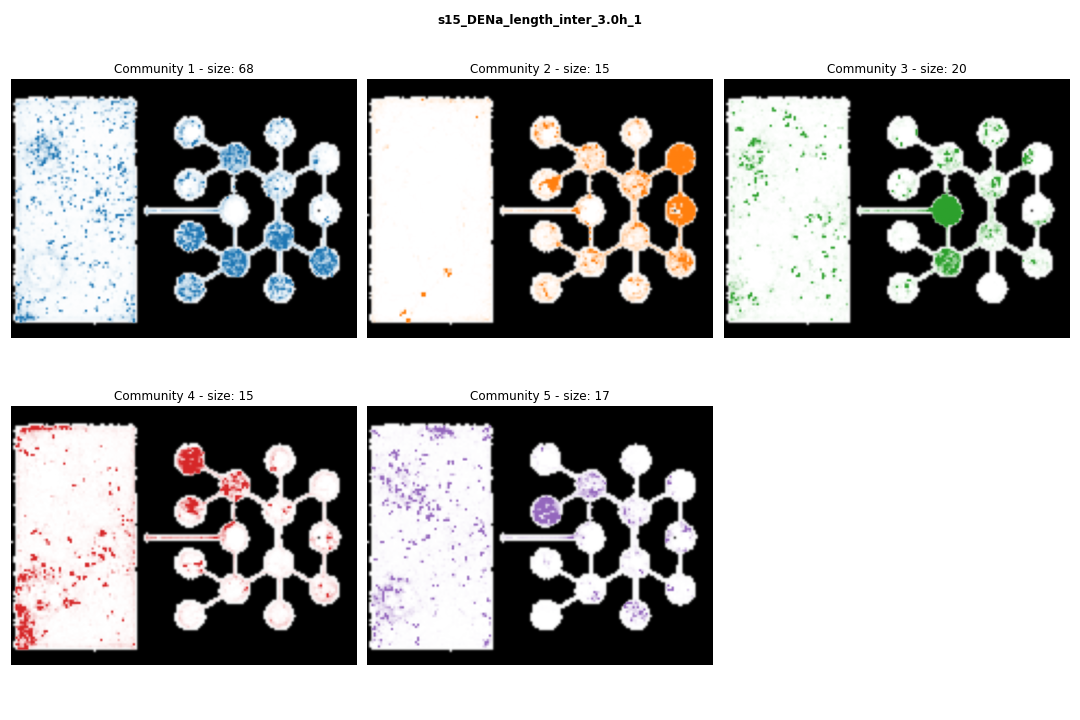 s15_DENa_length_inter_3.0h_1
Community 1 - size: 68
Community 2 - size: 15
Community 3 - size: 20
Community 4 - size: 15
Community 5 - size: 17